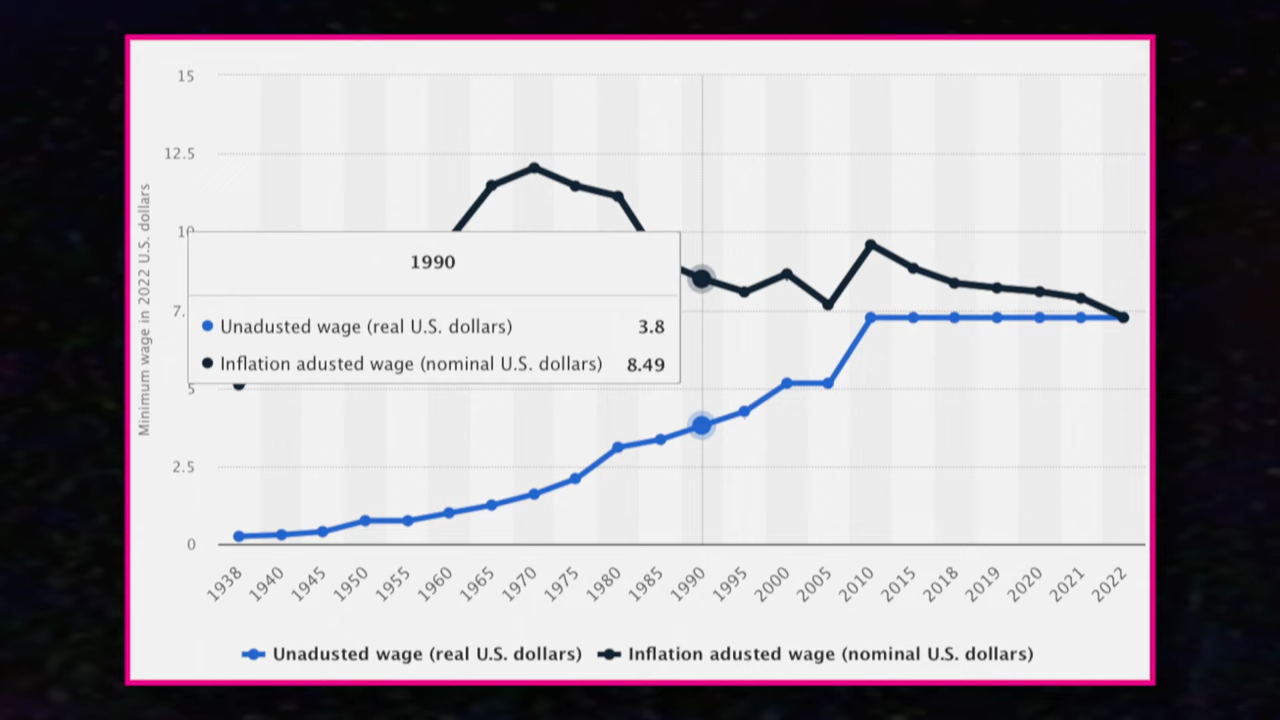 15
12.5
10
7.
5
2.5
0
Minimum wage in 2022 U.S. dollars
1990
Unadusted wage (real U.S. dollars) 3.8
Inflation adusted wage (nominal U.S. dollars) 8.49
1938 1940 1945 1950 1955 1960 1965 1970 1975 1980 1985 1990 1995 2000 2005 2010 2015 2018 2019 2020 2021 2022
Unadusted wage (real U.S. dollars) Inflation adusted wage (nominal U.S. dollars)